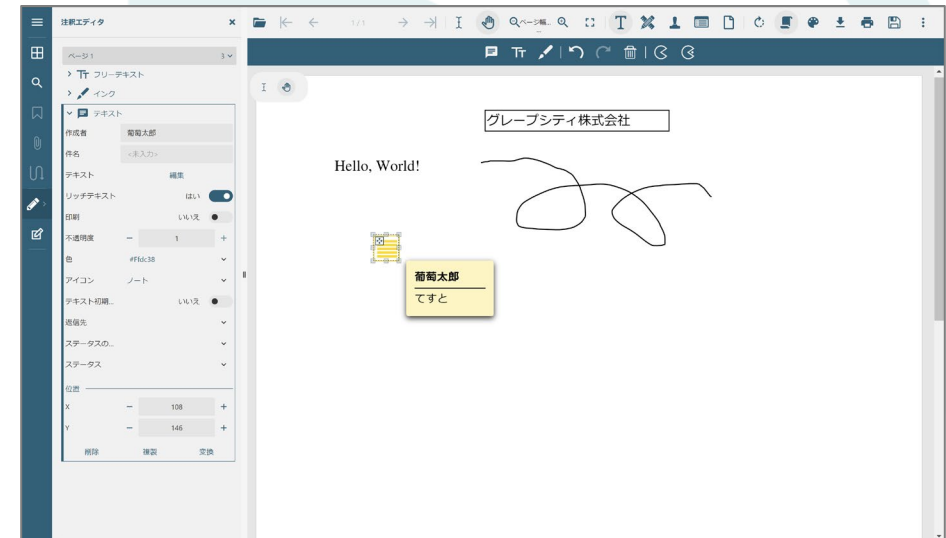 注釈エディタ
ページ幅
1/1
ページ 1
3
フリーテキスト
インク
テキスト
作成者
葡萄太郎
件名
<未入力>
テキスト
編集
リッチテキスト
はい
印刷
いいえ
不透明度
1
色
#Ffdc38
アイコン
ノート
テキスト初期...
いいえ
返信先
ステータスの...
ステータス
位置
X
108
Y
146
削除
複製
変換
グレープシティ株式会社
Hello, World!
葡萄太郎
てすと